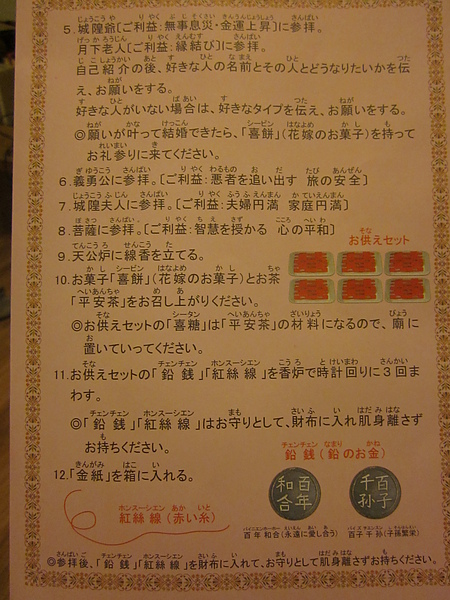 5.城隍爺[ご利益:無事息災・金運上昇]に参拝。
月下老人[ご利益:縁結び]に参拝。
自己紹介の後、好きな人の名前とその人とどうなりたいかを伝
え、お願いをする。
好きな人がいない場合は、好きなタイプを伝え、お願いをする。
◎願いが叶って結婚できたら、「喜餅」(花嫁のお菓子)を持って
お礼参りに来てください。
6.義勇公に参拝。[ご利益:悪者を追い出す 旅の安全]
7.城隍夫人に参拝。[ご利益:夫婦円満 家庭円満]
8.菩薩に参拝。[ご利益:智慧を授かる 心の平和]
お供えセット
9.天公炉に線香を立てる。
10.お菓子「喜餅」(花嫁のお菓子)とお茶
「平安茶」をお召し上がりください。
◎お供えセットの「喜糖」は「平安茶」の材料になるので、廟に
置いていってください。
11.お供えセットの「鉛銭」「紅絲線」を香炉で時計回りに3回ま
わす。
◎「鉛銭」「紅絲線」はお守りとして、財布に入れ肌身離さず
お持ちください。
鉛銭(鉛のお金)
12.「金紙」を箱に入れる。
百年和合
百子千孙
紅絲線(赤い糸)
百年和合(永遠に愛し合う)
百子千孙(子孫繁栄)
◎参拝後、「鉛銭」「紅絲線」を財布に入れて、お守りとして肌身離さずお持ちください。